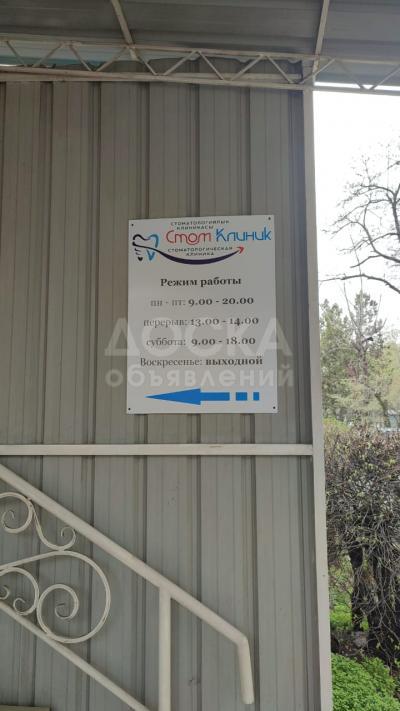 СТОМАТОЛОГИЯЛЫК
КЛИНИКАСЫ
Стом Клиник
СТОМАТОЛОГИЧЕСКАЯ
КЛИНИКА
Режим работы
пн - пт: 9.00 - 20.00
перерыв: 13.00 - 14.00
суббота: 9.00 - 18.00
Воскресенье: выходной
ДОСКА
объявлений